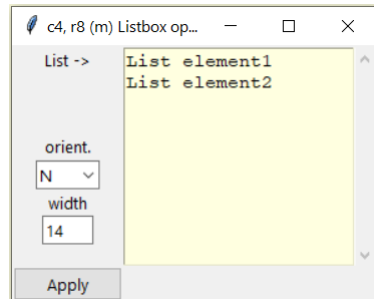 c4, r8 (m) Listbox op...
List ->
List element1
List element2
orient.
N
width
14
Apply